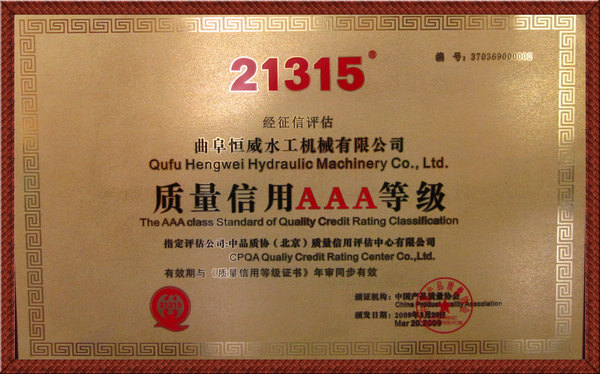 编 号: 370369000002
21315®
经征信评估
曲阜恒威水工机械有限公司
Qufu Hengwei Hydraulic Machinery Co., Ltd.
质量信用AAA等级
The AAA class Standard of Quality Credit Rating Classification
指定评估公司:中品质协（北京）质量信用评估中心有限公司
CPQA Qualiy Credit Rating Center Co.,Ltd.
有效期与《质量信用等级证书》年审同步有效
颁证机构: 中国产品质量协会
China Product Quality Association
颁发日期: 2009年3月20日
Mar 20.2009